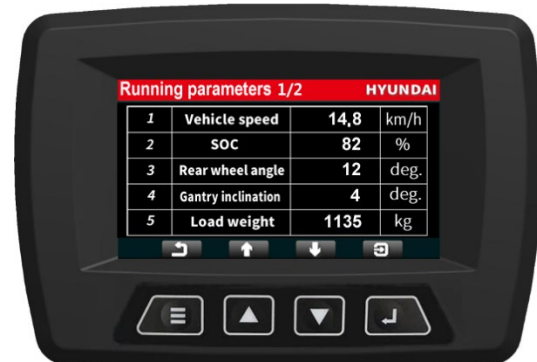 Running parameters 1/2 HYUNDAI
1 Vehicle speed 14,8 km/h
2 SOC 82 %
3 Rear wheel angle 12 deg.
4 Gantry inclination 4 deg.
5 Load weight 1135 kg